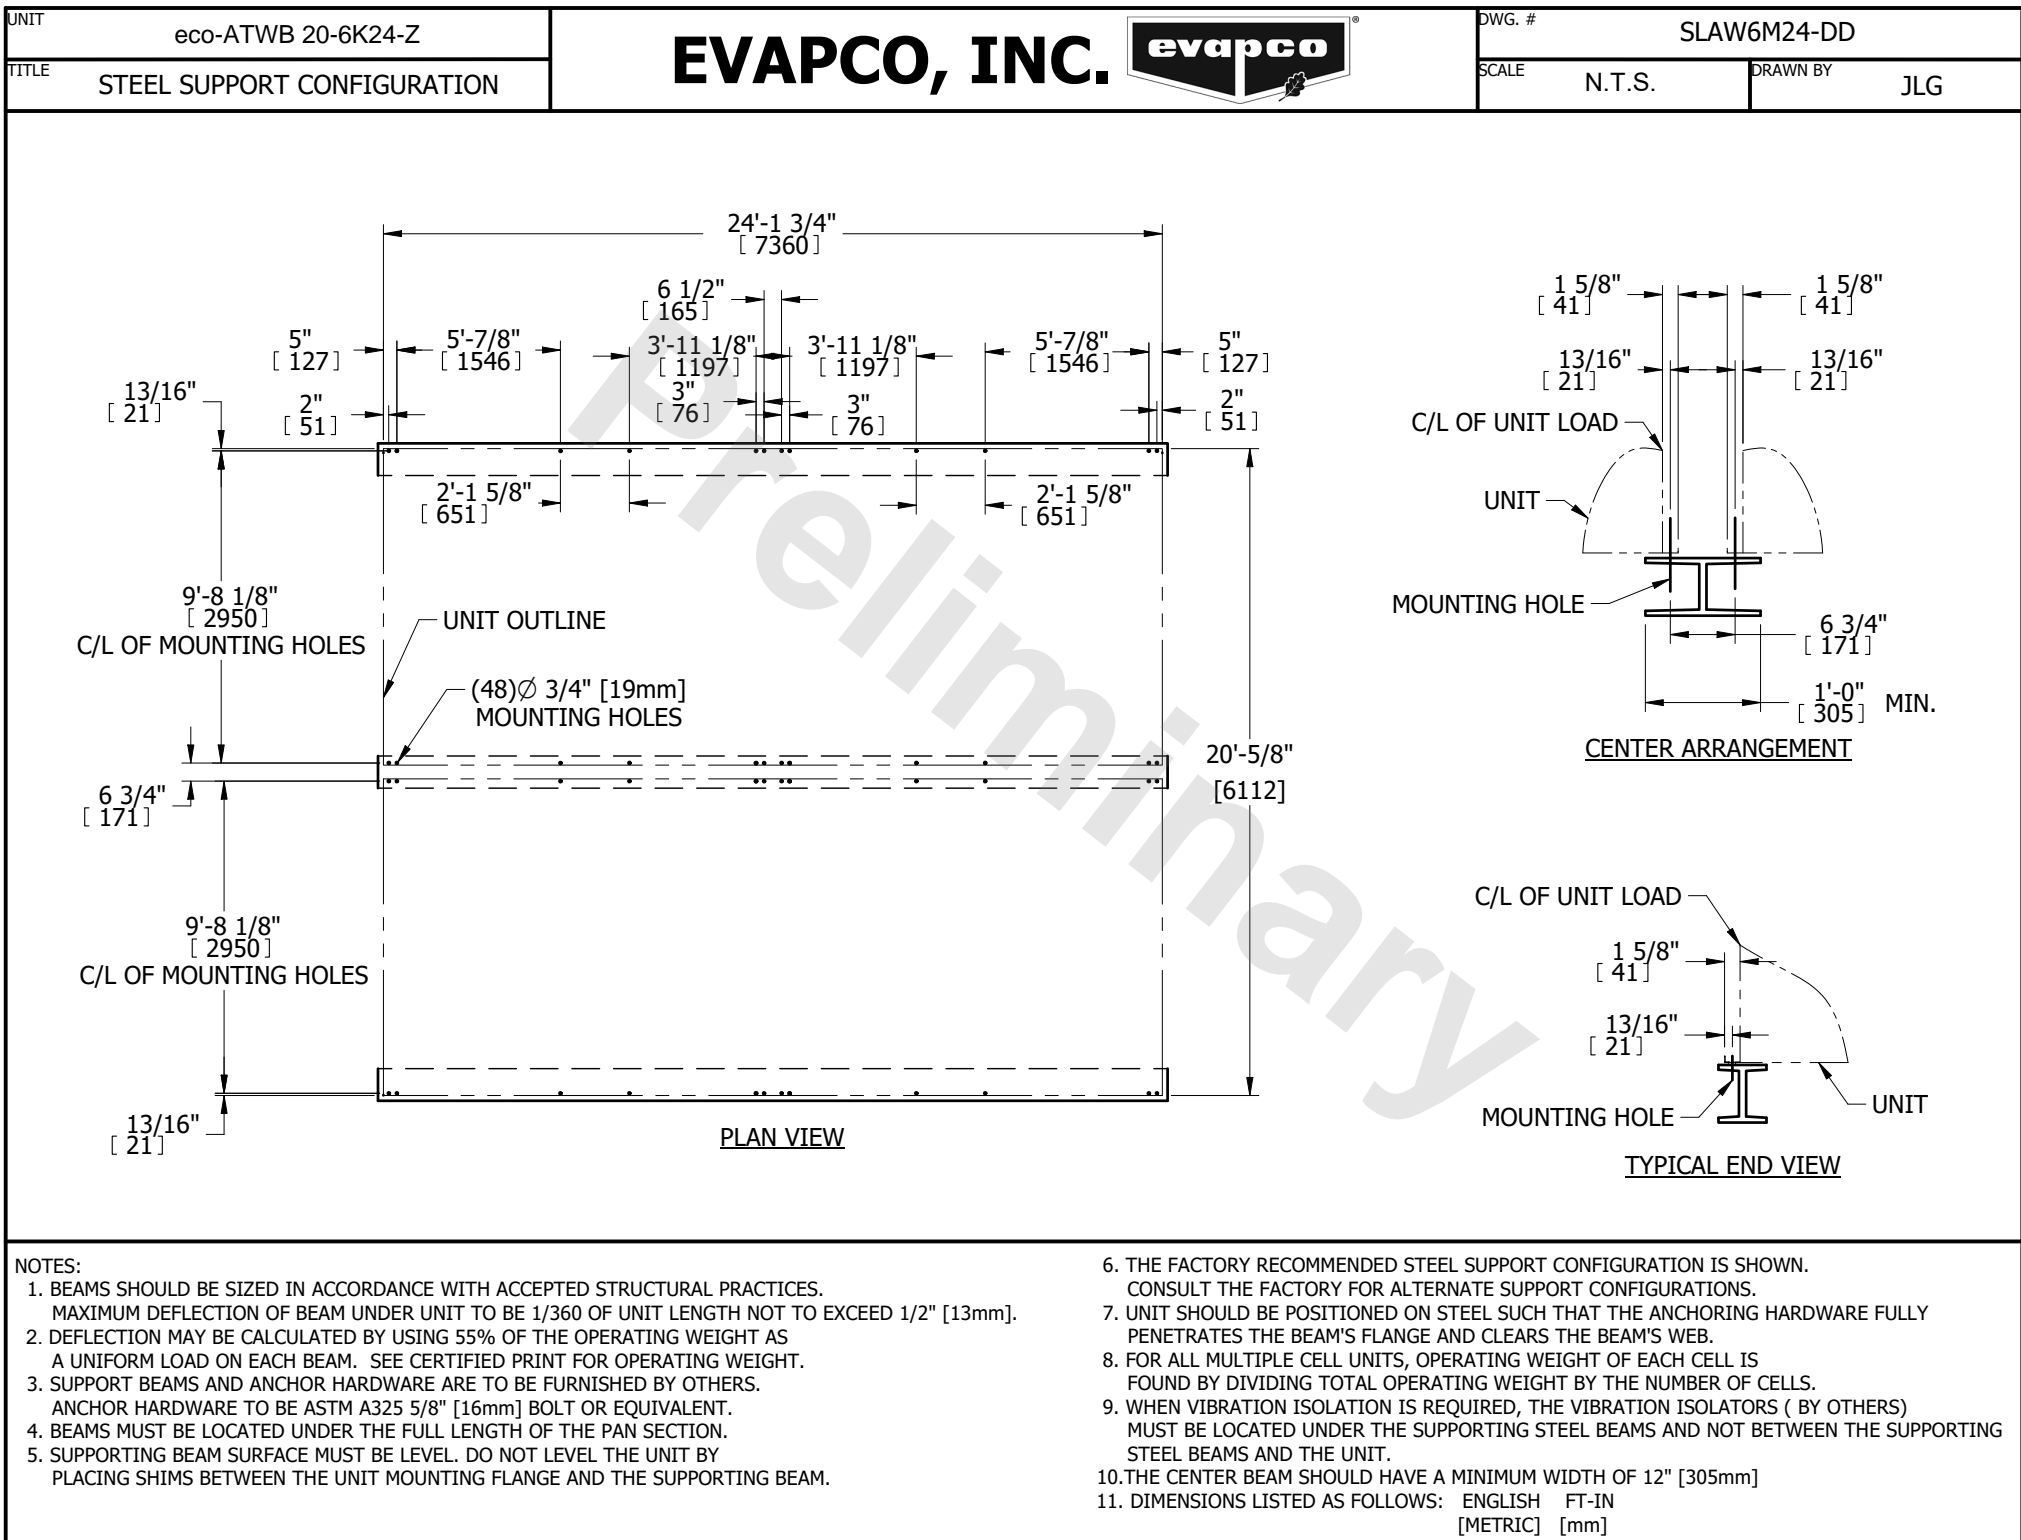 UNIT
eco-ATWB 20-6K24-Z
TITLE
STEEL SUPPORT CONFIGURATION
EVAPCO, INC.
evapco
®
DWG. #
SLAW6M24-DD
SCALE
N.T.S.
DRAWN BY
JLG
24'-1 3/4"
[ 7360]
6 1/2"
[ 165]
5"
[ 127]
5'-7/8"
[ 1546]
3'-11 1/8"
[ 1197]
3'-11 1/8"
[ 1197]
5'-7/8"
[ 1546]
5"
[ 127]
13/16"
[ 21]
2"
[ 51]
3"
[ 76]
3"
[ 76]
2"
[ 51]
2'-1 5/8"
[ 651]
2'-1 5/8"
[ 651]
9'-8 1/8"
[ 2950]
C/L OF MOUNTING HOLES
UNIT OUTLINE
(48)Ø 3/4" [19mm]
MOUNTING HOLES
6 3/4"
[ 171]
20'-5/8"
[6112]
9'-8 1/8"
[ 2950]
C/L OF MOUNTING HOLES
13/16"
[ 21]
PLAN VIEW
1 5/8"
[ 41]
1 5/8"
[ 41]
13/16"
[ 21]
13/16"
[ 21]
C/L OF UNIT LOAD
UNIT
MOUNTING HOLE
6 3/4"
[ 171]
1'-0"
[ 305]
MIN.
CENTER ARRANGEMENT
C/L OF UNIT LOAD
1 5/8"
[ 41]
13/16"
[ 21]
MOUNTING HOLE
UNIT
TYPICAL END VIEW
Preliminary
NOTES:
1. BEAMS SHOULD BE SIZED IN ACCORDANCE WITH ACCEPTED STRUCTURAL PRACTICES.
MAXIMUM DEFLECTION OF BEAM UNDER UNIT TO BE 1/360 OF UNIT LENGTH NOT TO EXCEED 1/2" [13mm].
2. DEFLECTION MAY BE CALCULATED BY USING 55% OF THE OPERATING WEIGHT AS
A UNIFORM LOAD ON EACH BEAM. SEE CERTIFIED PRINT FOR OPERATING WEIGHT.
3. SUPPORT BEAMS AND ANCHOR HARDWARE ARE TO BE FURNISHED BY OTHERS.
ANCHOR HARDWARE TO BE ASTM A325 5/8" [16mm] BOLT OR EQUIVALENT.
4. BEAMS MUST BE LOCATED UNDER THE FULL LENGTH OF THE PAN SECTION.
5. SUPPORTING BEAM SURFACE MUST BE LEVEL. DO NOT LEVEL THE UNIT BY
PLACING SHIMS BETWEEN THE UNIT MOUNTING FLANGE AND THE SUPPORTING BEAM.
6. THE FACTORY RECOMMENDED STEEL SUPPORT CONFIGURATION IS SHOWN.
CONSULT THE FACTORY FOR ALTERNATE SUPPORT CONFIGURATIONS.
7. UNIT SHOULD BE POSITIONED ON STEEL SUCH THAT THE ANCHORING HARDWARE FULLY
PENETRATES THE BEAM'S FLANGE AND CLEARS THE BEAM'S WEB.
8. FOR ALL MULTIPLE CELL UNITS, OPERATING WEIGHT OF EACH CELL IS
FOUND BY DIVIDING TOTAL OPERATING WEIGHT BY THE NUMBER OF CELLS.
9. WHEN VIBRATION ISOLATION IS REQUIRED, THE VIBRATION ISOLATORS ( BY OTHERS)
MUST BE LOCATED UNDER THE SUPPORTING STEEL BEAMS AND NOT BETWEEN THE SUPPORTING
STEEL BEAMS AND THE UNIT.
10.THE CENTER BEAM SHOULD HAVE A MINIMUM WIDTH OF 12" [305mm]
11. DIMENSIONS LISTED AS FOLLOWS: ENGLISH FT-IN
[METRIC] [mm]